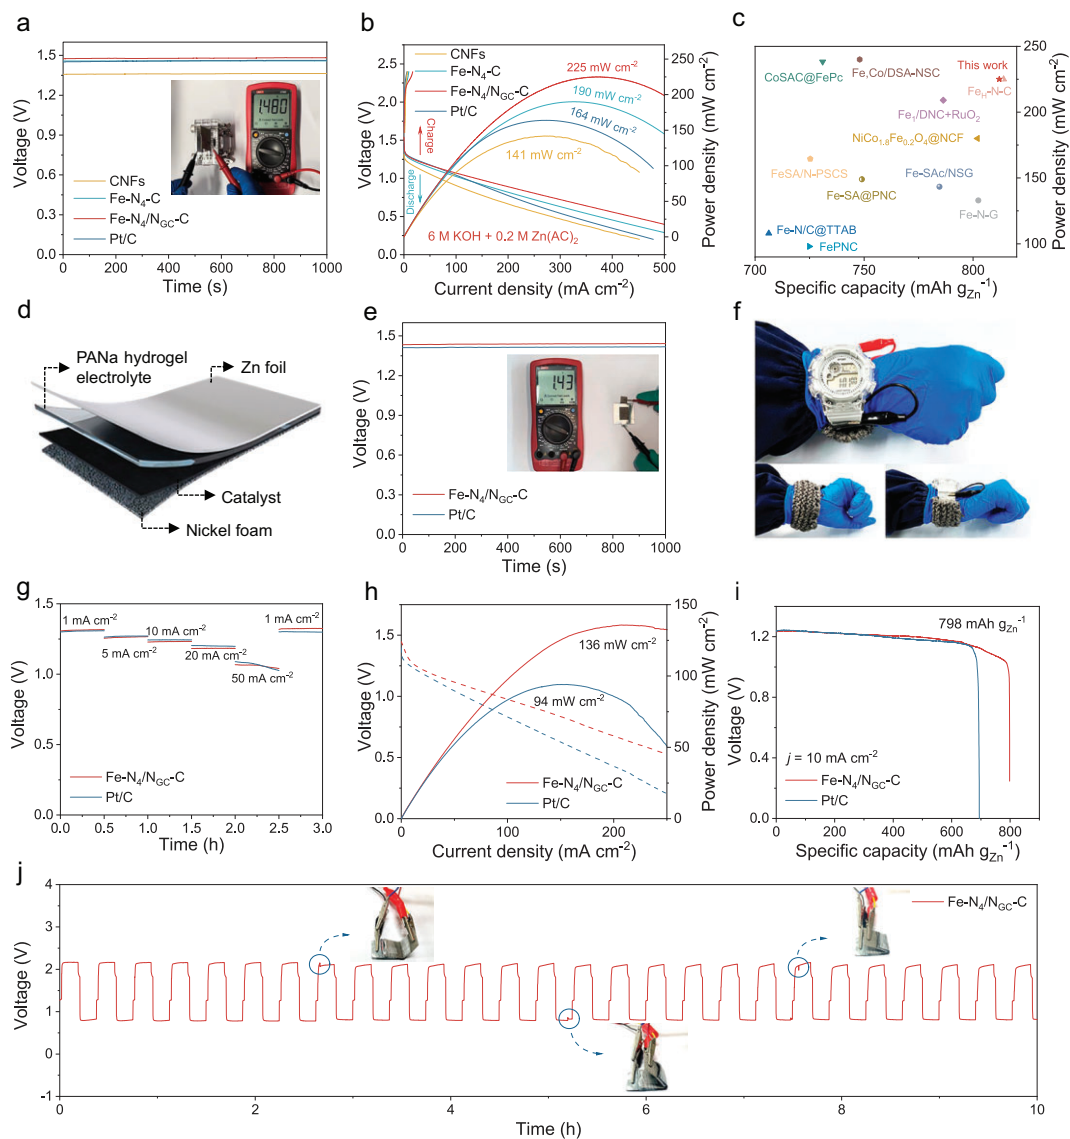 a
1.5
1.2
0.9
0.6
0.3
0.0
Voltage (V)
0 200 400 600 800 1000
Time (s)
1.480
CNFs
Fe-N4-C
Fe-N4/NGC-C
Pt/C
b
5.0
4.5
4.0
3.5
3.0
2.5
2.0
1.5
1.0
0.5
0.0
Voltage (V)
0 100 200 300 400 500
Current density (mA cm-2)
250
200
150
100
50
0
Power density (mW cm-2)
CNFs
Fe-N4-C
Fe-N4/NGC-C
Pt/C
225 mW cm-2
190 mW cm-2
164 mW cm-2
141 mW cm-2
Charge
Discharge
6 M KOH + 0.2 M Zn(AC)2
c
CoSAC@FePc
Fe,Co/DSA-NSC
This work
FeH-N-C
Fe1/DNC+RuO2
NiCo1.8Fe0.2O4@NCF
FeSA/N-PSCS
Fe-SAc/NSG
Fe-SA@PNC
Fe-N-G
Fe-N/C@TTAB
FePNC
700 750 800
Specific capacity (mAh gZn-1)
250
200
150
100
Power density (mW cm-2)
d
PANa hydrogel
electrolyte
Zn foil
Catalyst
Nickel foam
e
1.5
1.2
0.9
0.6
0.3
0.0
Voltage (V)
0 200 400 600 800 1000
Time (s)
1.43
Fe-N4/NGC-C
Pt/C
f
g
1.5
1.0
0.5
0.0
Voltage (V)
0.0 0.5 1.0 1.5 2.0 2.5 3.0
Time (h)
1 mA cm-2
5 mA cm-2
10 mA cm-2
20 mA cm-2
50 mA cm-2
1 mA cm-2
Fe-N4/NGC-C
Pt/C
h
1.5
1.0
0.5
0.0
Voltage (V)
0 100 200
Current density (mA cm-2)
150
125
100
75
50
25
0
Power density (mW cm-2)
136 mW cm-2
94 mW cm-2
Fe-N4/NGC-C
Pt/C
i
1.2
0.8
0.4
0.0
Voltage (V)
0 200 400 600 800
Specific capacity (mAh gZn-1)
798 mAh gZn-1
j = 10 mA cm-2
Fe-N4/NGC-C
Pt/C
j
4
3
2
1
0
-1
Voltage (V)
0 2 4 6 8 10
Time (h)
Fe-N4/NGC-C